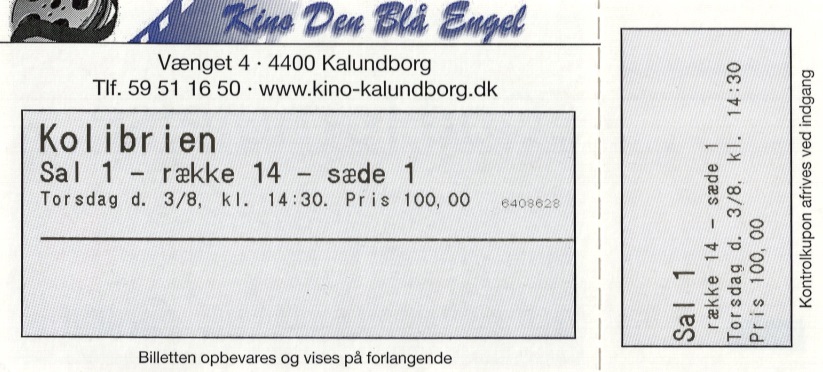 Kino Den Blå Engel
Vænget 4 · 4400 Kalundborg
Tlf. 59 51 16 50 · www.kino-kalundborg.dk
Kolibrien
Sal 1 - række 14 - sæde 1
Torsdag d. 3/8, kl. 14:30. Pris 100,00 6408628
Billetten opbevares og vises på forlangende
Sal 1
række 14 - sæde 1
Torsdag d. 3/8, kl. 14:30
Pris 100,00
Kontrolkupon afrives ved indgang